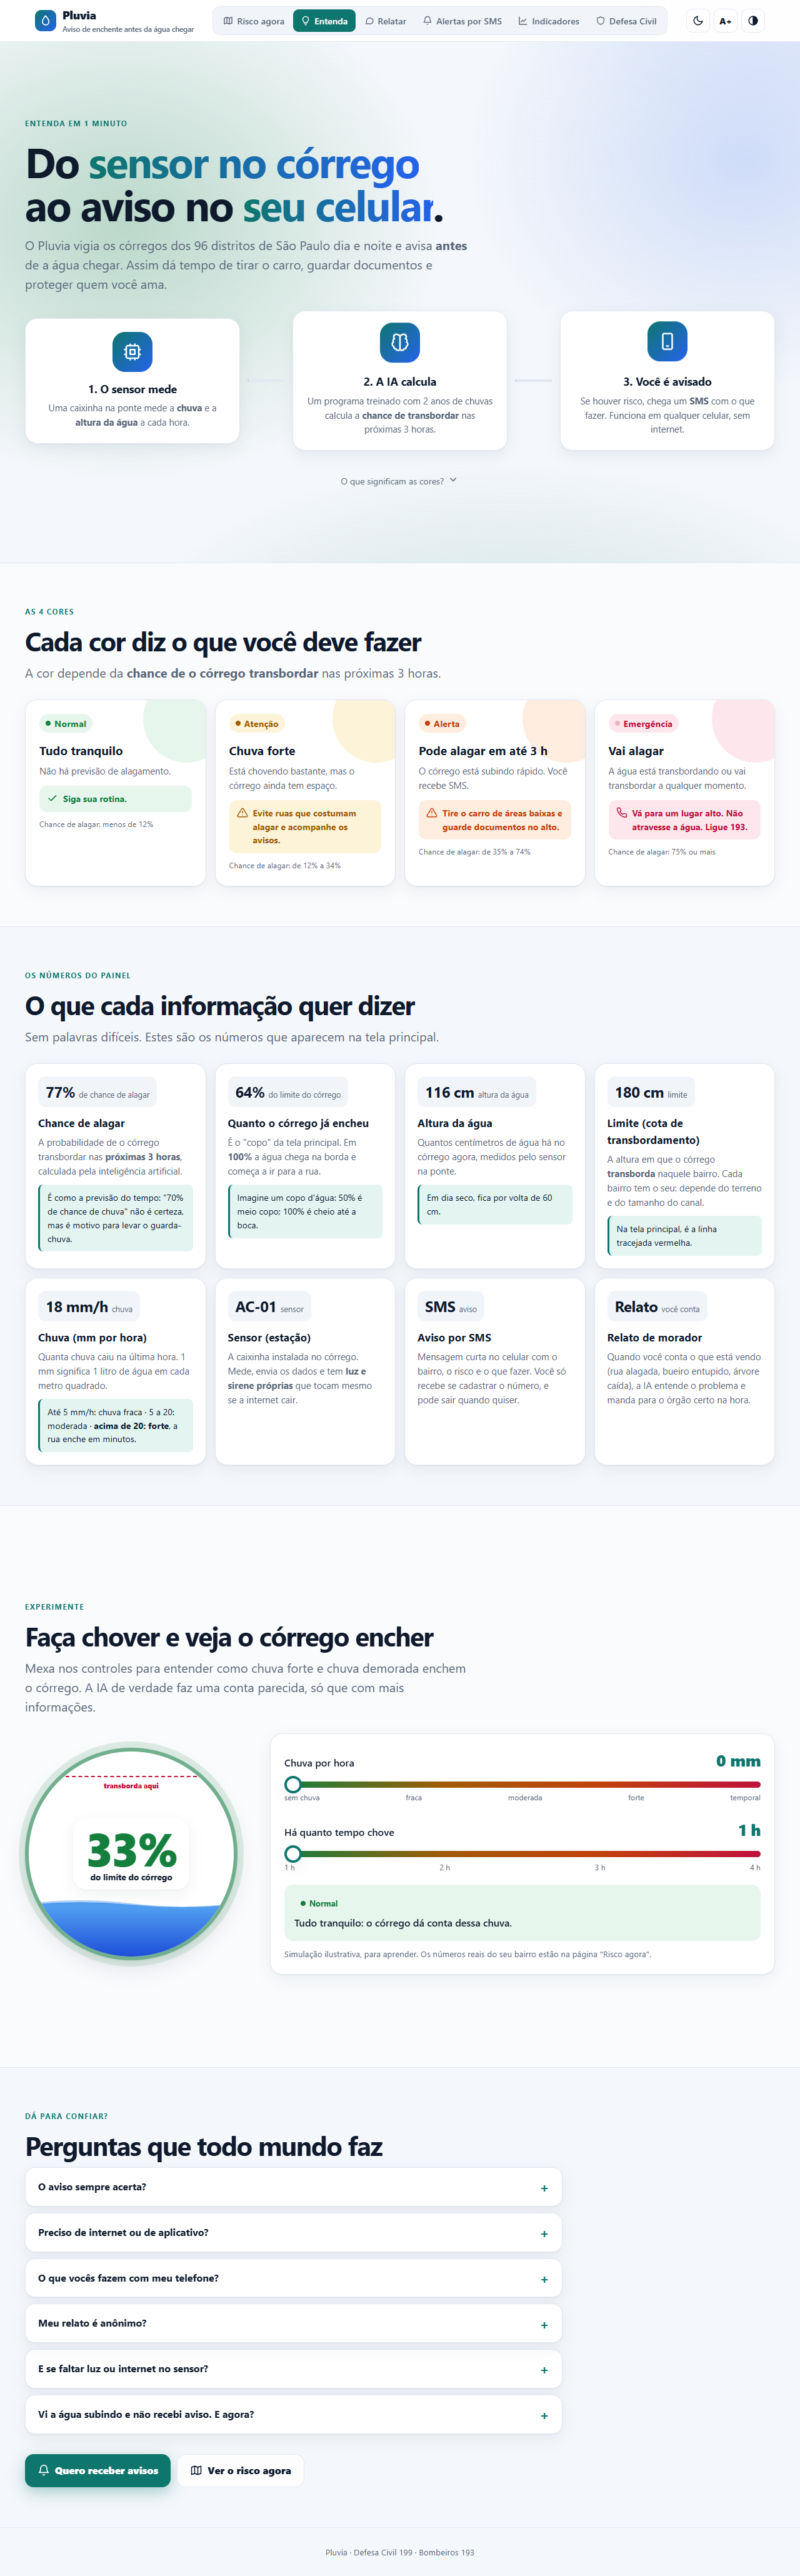 Pluvia
Aviso de enchente antes da água chegar
Risco agora
Entenda
Relatar
Alertas por SMS
Indicadores
Defesa Civil
A+
ENTENDA EM 1 MINUTO
Do sensor no córrego
ao aviso no seu celular.
O Pluvia vigia os córregos dos 96 distritos de São Paulo dia e noite e avisa antes
de a água chegar. Assim dá tempo de tirar o carro, guardar documentos e
proteger quem você ama.
1. O sensor mede
Uma caixinha na ponte mede a chuva e a
altura da água a cada hora.
2. A IA calcula
Um programa treinado com 2 anos de chuvas
calcula a chance de transbordar nas
próximas 3 horas.
3. Você é avisado
Se houver risco, chega um SMS com o que
fazer. Funciona em qualquer celular, sem
internet.
O que significam as cores?
AS 4 CORES
Cada cor diz o que você deve fazer
A cor depende da chance de o córrego transbordar nas próximas 3 horas.
Normal
Tudo tranquilo
Não há previsão de alagamento.
Siga sua rotina.
Chance de alagar: menos de 12%
Atenção
Chuva forte
Está chovendo bastante, mas o
córrego ainda tem espaço.
Evite ruas que costumam
alagar e acompanhe os
avisos.
Chance de alagar: de 12% a 34%
Alerta
Pode alagar em até 3 h
O córrego está subindo rápido. Você
recebe SMS.
Tire o carro de áreas baixas e
guarde documentos no alto.
Chance de alagar: de 35% a 74%
Emergência
Vai alagar
A água está transbordando ou vai
transbordar a qualquer momento.
Vá para um lugar alto. Não
atravesse a água. Ligue 193.
Chance de alagar: 75% ou mais
OS NÚMEROS DO PAINEL
O que cada informação quer dizer
Sem palavras difíceis. Estes são os números que aparecem na tela principal.
77% de chance de alagar
Chance de alagar
A probabilidade de o córrego
transbordar nas próximas 3 horas,
calculada pela inteligência artificial.
É como a previsão do tempo: "70%
de chance de chuva" não é certeza,
mas é motivo para levar o guarda-
chuva.
64% do limite do córrego
Quanto o córrego já encheu
É o "copo" da tela principal. Em
100% a água chega na borda e
começa a ir para a rua.
Imagine um copo d'água: 50% é
meio copo; 100% é cheio até a
boca.
116 cm altura da água
Altura da água
Quantos centímetros de água há no
córrego agora, medidos pelo sensor
na ponte.
Em dia seco, fica por volta de 60
cm.
180 cm limite
Limite (cota de
transbordamento)
A altura em que o córrego
transborda naquele bairro. Cada
bairro tem o seu: depende do terreno
e do tamanho do canal.
Na tela principal, é a linha
tracejada vermelha.
18 mm/h chuva
Chuva (mm por hora)
Quanta chuva caiu na última hora. 1
mm significa 1 litro de água em cada
metro quadrado.
Até 5 mm/h: chuva fraca · 5 a 20:
moderada · acima de 20: forte, a
rua enche em minutos.
AC-01 sensor
Sensor (estação)
A caixinha instalada no córrego.
Mede, envia os dados e tem luz e
sirene próprias que tocam mesmo
se a internet cair.
SMS aviso
Aviso por SMS
Mensagem curta no celular com o
bairro, o risco e o que fazer. Você só
recebe se cadastrar o número, e
pode sair quando quiser.
Relato você conta
Relato de morador
Quando você conta o que está vendo
(rua alagada, bueiro entupido, árvore
caída), a IA entende o problema e
manda para o órgão certo na hora.
EXPERIMENTE
Faça chover e veja o córrego encher
Mexa nos controles para entender como chuva forte e chuva demorada enchem
o córrego. A IA de verdade faz uma conta parecida, só que com mais
informações.
transborda aqui
33%
do limite do córrego
Chuva por hora
0 mm
sem chuva
fraca
moderada
forte
temporal
Há quanto tempo chove
1 h
1 h
2 h
3 h
4 h
Normal
Tudo tranquilo: o córrego dá conta dessa chuva.
Simulação ilustrativa, para aprender. Os números reais do seu bairro estão na página "Risco agora".
DÁ PARA CONFIAR?
Perguntas que todo mundo faz
O aviso sempre acerta?
+
Preciso de internet ou de aplicativo?
+
O que vocês fazem com meu telefone?
+
Meu relato é anônimo?
+
E se faltar luz ou internet no sensor?
+
Vi a água subindo e não recebi aviso. E agora?
+
Quero receber avisos
Ver o risco agora
Pluvia · Defesa Civil 199 · Bombeiros 193